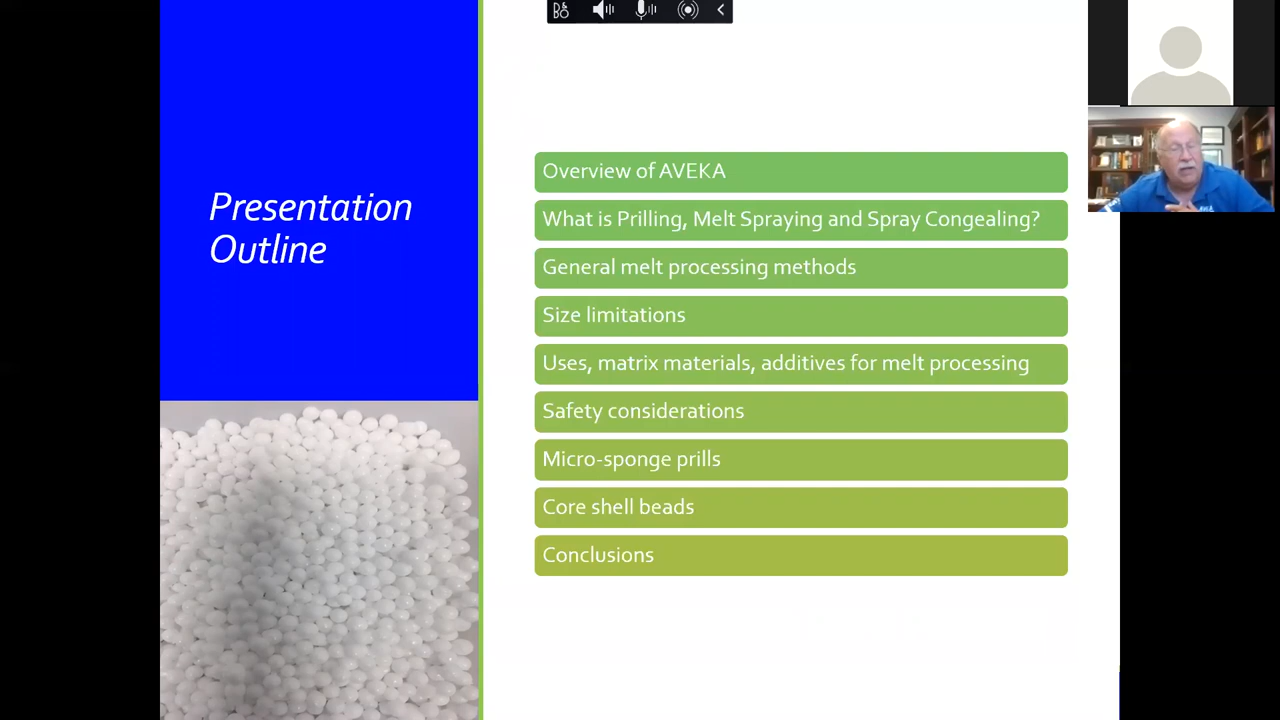 Presentation
Outline
Overview of AVEKA
What is Prilling, Melt Spraying and Spray Congealing?
General melt processing methods
Size limitations
Uses, matrix materials, additives for melt processing
Safety considerations
Micro-sponge prills
Core shell beads
Conclusions